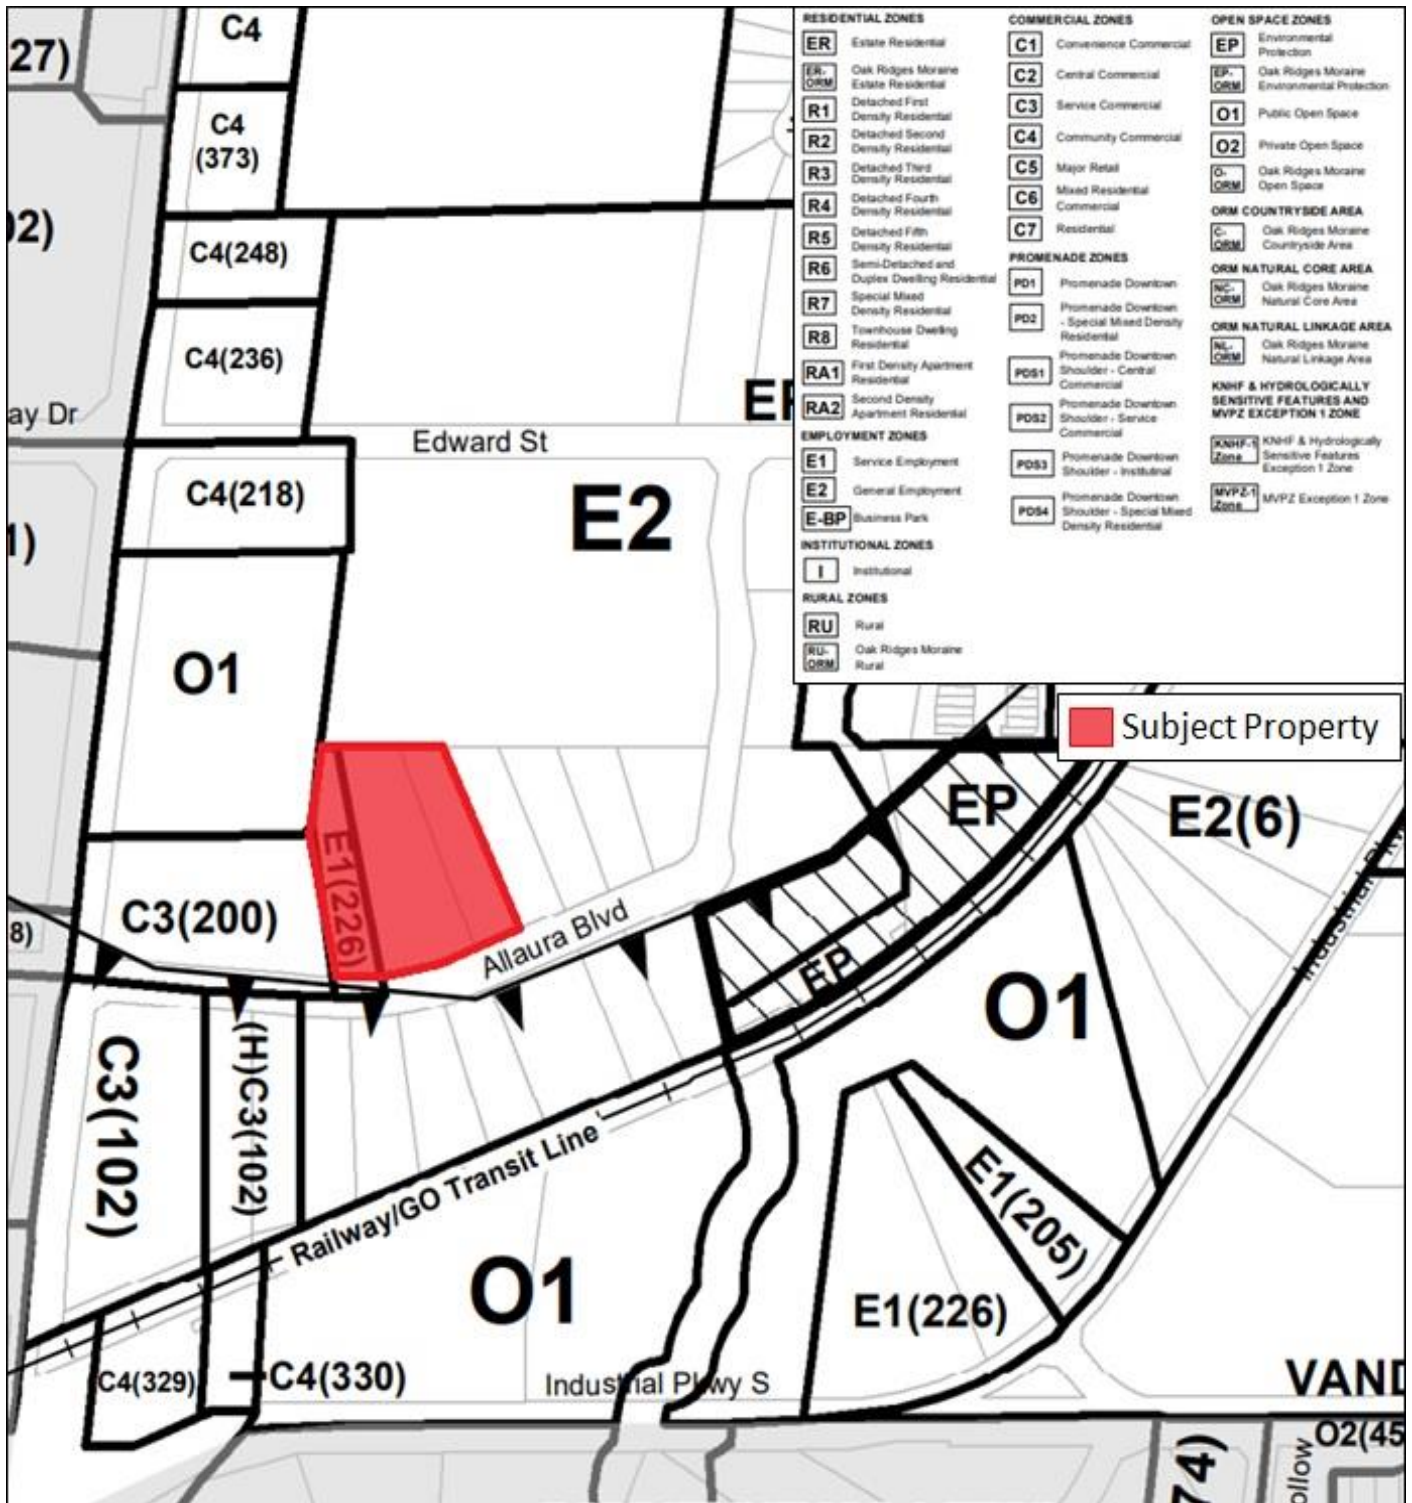 RESIDENTIAL ZONES
ER Estate Residential
ER-ORM Oak Ridges Moraine
Estate Residential
R1 Detached First
Density Residential
R2 Detached Second
Density Residential
R3 Detached Third
Density Residential
R4 Detached Fourth
Density Residential
R5 Detached Fifth
Density Residential
R6 Semi-Detached and
Duplex Dwelling Residential
R7 Special Mixed
Density Residential
R8 Townhouse Dwelling
Residential
RA1 First Density Apartment
Residential
RA2 Second Density
Apartment Residential
EMPLOYMENT ZONES
E1 Service Employment
E2 General Employment
E-BP Business Park
INSTITUTIONAL ZONES
I Institutional
RURAL ZONES
RU Rural
RU-ORM Oak Ridges Moraine
Rural
COMMERCIAL ZONES
C1 Convenience Commercial
C2 Central Commercial
C3 Service Commercial
C4 Community Commercial
C5 Major Retail
C6 Mixed Residential
Commercial
C7 Residential
PROMENADE ZONES
PD1 Promenade Downtown
PD2 Promenade Downtown
- Special Mixed Density
Residential
PDS1 Promenade Downtown
Shoulder - Central
Commercial
PDS2 Promenade Downtown
Shoulder - Service
Commercial
PDS3 Promenade Downtown
Shoulder - Institutnal
PDS4 Promenade Downtown
Shoulder - Special Mixed
Density Residential
OPEN SPACE ZONES
EP Environmental
Protection
EP-ORM Oak Ridges Moraine
Environmental Protection
O1 Public Open Space
O2 Private Open Space
O-ORM Oak Ridges Moraine
Open Space
ORM COUNTRYSIDE AREA
C-ORM Oak Ridges Moraine
Countryside Area
ORM NATURAL CORE AREA
NC-ORM Oak Ridges Moraine
Natural Core Area
ORM NATURAL LINKAGE AREA
NL-ORM Oak Ridges Moraine
Natural Linkage Area
KNHF & HYDROLOGICALLY
SENSITIVE FEATURES AND
MVPZ EXCEPTION 1 ZONE
KNHF-1 Zone KNHF & Hydrologically
Sensitive Features
Exception 1 Zone
MVPZ-1 Zone MVPZ Exception 1 Zone
Subject Property
C4
27)
C4
(373)
02)
C4(248)
C4(236)
ay Dr
EP
Edward St
C4(218)
E2
1)
O1
EP
E2(6)
E1(226)
C3(200)
8)
Allaura Blvd
EP
O1
C3(102)
(H)C3(102)
Railway/GO Transit Line
E1(205)
O1
E1(226)
C4(329)
C4(330)
Industrial Pkwy S
VAND
O2(45
74)
ollow